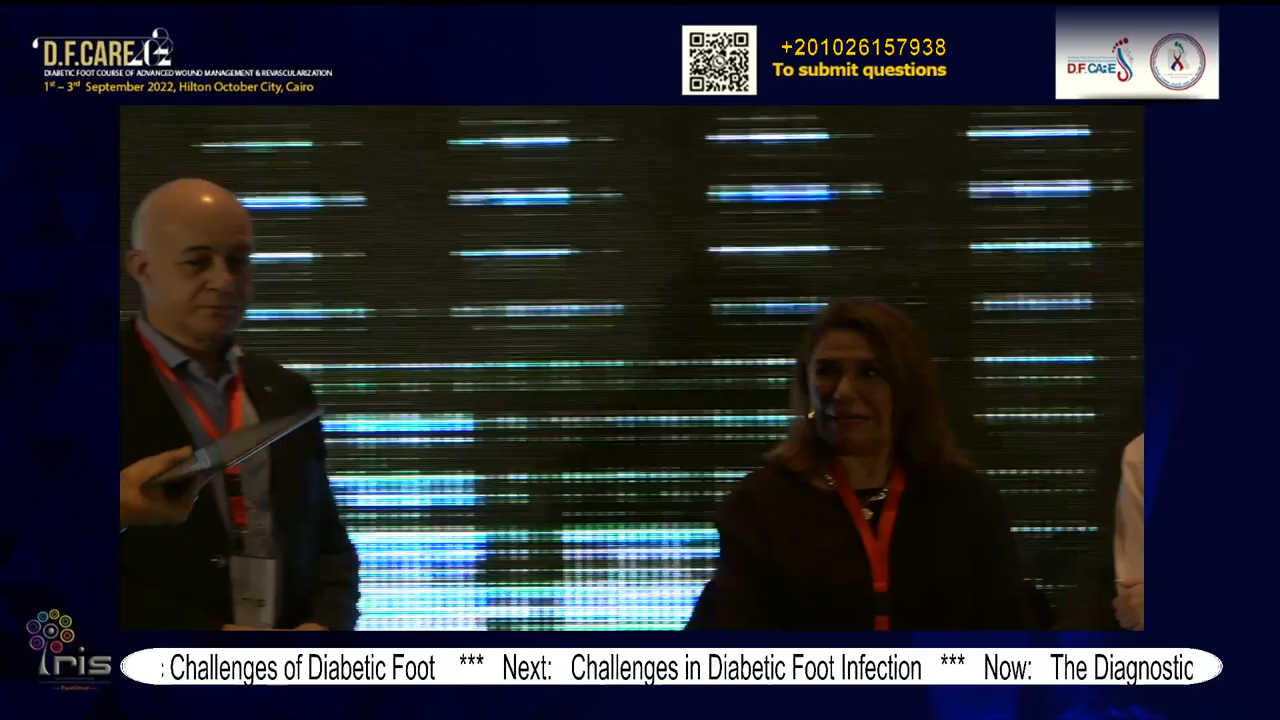 D.F.CARE 2022
DIABETIC FOOT COURSE OF ADVANCED WOUND MANAGEMENT & REVASCULARIZATION
1st – 3rd September 2022, Hilton October City, Cairo
+201026157938
To submit questions
D.F.CARE
iris
Challenges of Diabetic Foot *** Next: Challenges in Diabetic Foot Infection *** Now: The Diagnostic